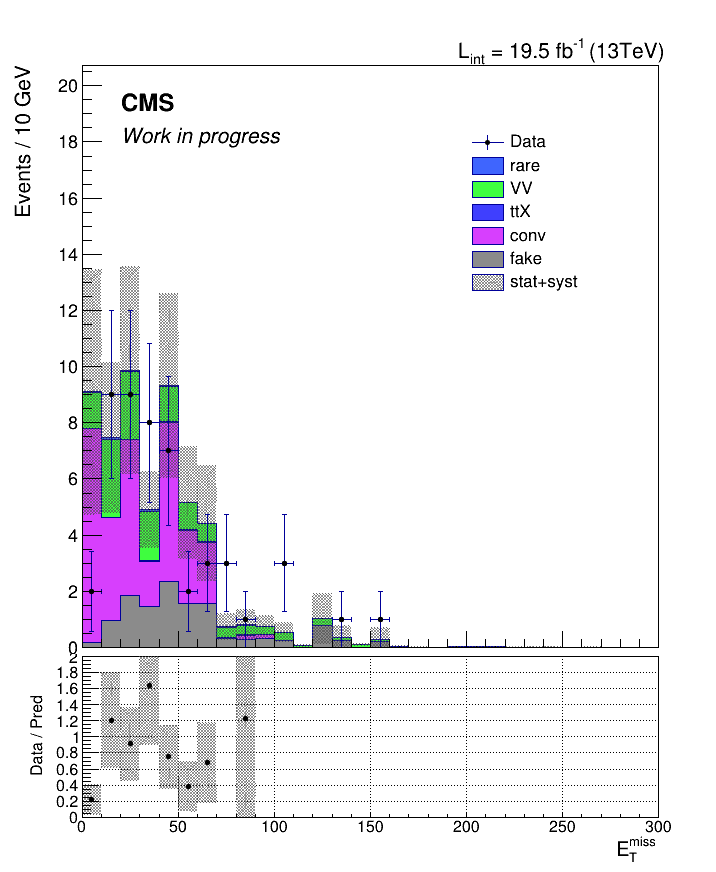 L_int = 19.5 fb^-1 (13TeV)
Events / 10 GeV
20
18
16
14
12
10
8
6
4
2
0
CMS
Work in progress
Data
rare
VV
ttX
conv
fake
stat+syst
Data / Pred
2
1.8
1.6
1.4
1.2
1
0.8
0.6
0.4
0.2
0
0 50 100 150 200 250 300
E_T^miss